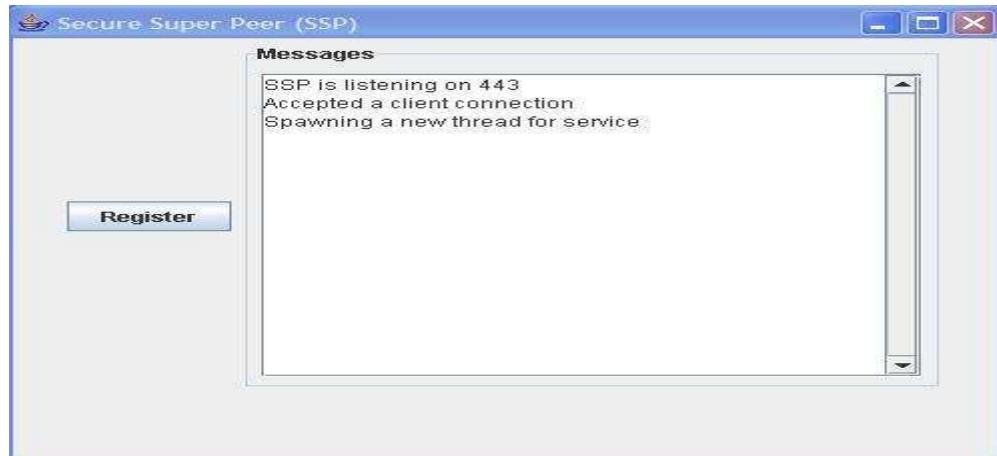 Secure Super Peer (SSP)
Messages
SSP is listening on 443
Accepted a client connection
Spawning a new thread for service
Register